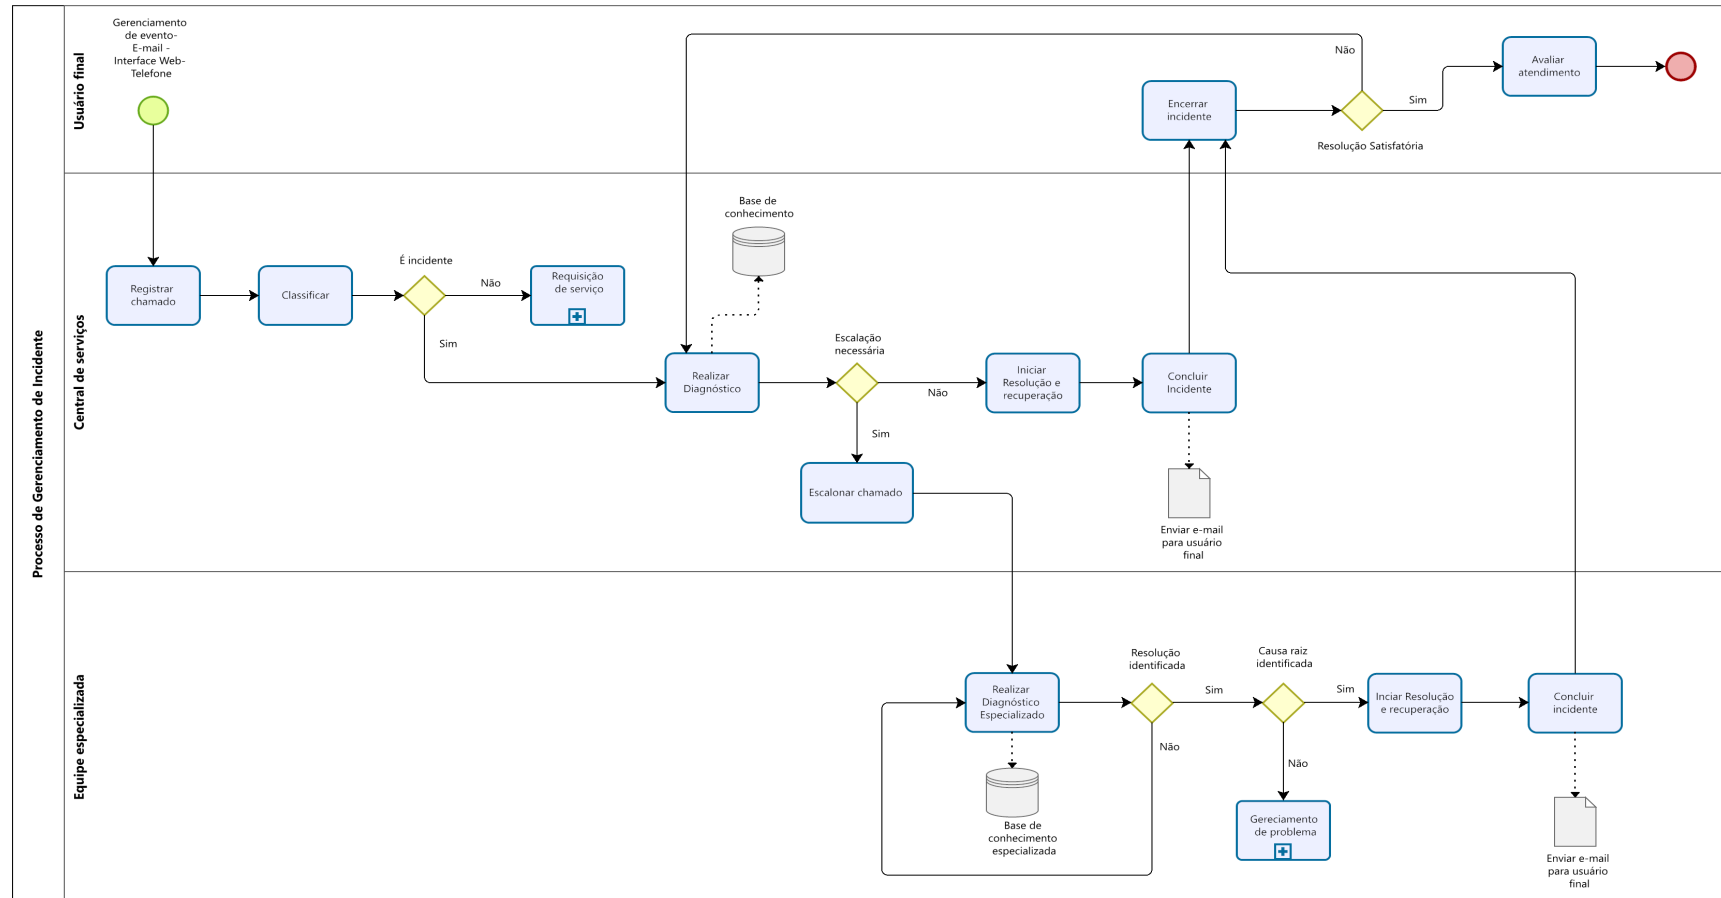 Processo de Gerenciamento de Incidente
Usuário final
Gerenciamento
de evento-
E-mail -
Interface Web-
Telefone
Não
Avaliar
atendimento
Encerrar
incidente
Sim
Resolução Satisfatória
Central de serviços
Base de
conhecimento
É incidente
Registrar
chamado
Classificar
Não
Requisição
de serviço
Sim
Escalação
necessária
Realizar
Diagnóstico
Não
Iniciar
Resolução e
recuperação
Concluir
Incidente
Sim
Escalonar chamado
Enviar e-mail
para usuário
final
Equipe especializada
Resolução
identificada
Causa raiz
identificada
Realizar
Diagnóstico
Especializado
Sim
Sim
Inciar Resolução
e recuperação
Concluir
incidente
Não
Não
Base de
conhecimento
especializada
Gereciamento
de problema
Enviar e-mail
para usuário
final